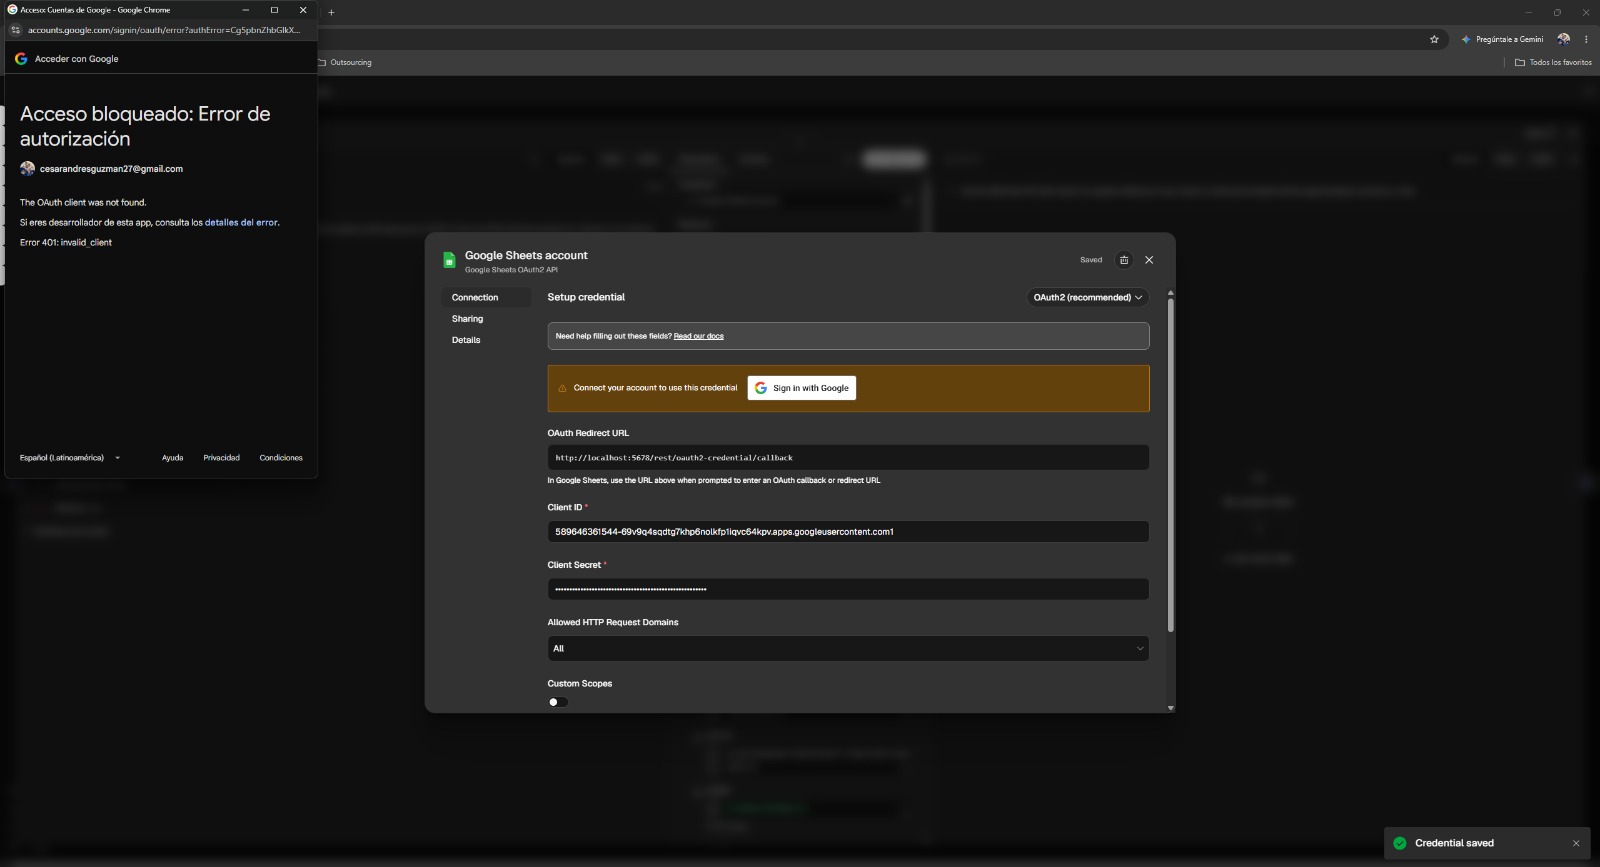 Acceso: Cuentas de Google - Google Chrome
accounts.google.com/signin/oauth/error?authError=Cg5pbnZhbGlkX...
Acceder con Google
Acceso bloqueado: Error de
autorización
cesarandresguzman27@gmail.com
The OAuth client was not found.
Si eres desarrollador de esta app, consulta los detalles del error.
Error 401: invalid_client
Español (Latinoamérica)
Ayuda
Privacidad
Condiciones
Pregúntale a Gemini
Outsourcing
Todos los favoritos
Google Sheets account
Google Sheets OAuth2 API
Saved
Connection
Sharing
Details
Setup credential
OAuth2 (recommended)
Need help filling out these fields? Read our docs
Connect your account to use this credential
Sign in with Google
OAuth Redirect URL
http://localhost:5678/rest/oauth2-credential/callback
In Google Sheets, use the URL above when prompted to enter an OAuth callback or redirect URL
Client ID *
589646361544-69v9q4sqdtg7khp6nolkfp1iqvc64kpv.apps.googleusercontent.com1
Client Secret *
Allowed HTTP Request Domains
All
Custom Scopes
Credential saved